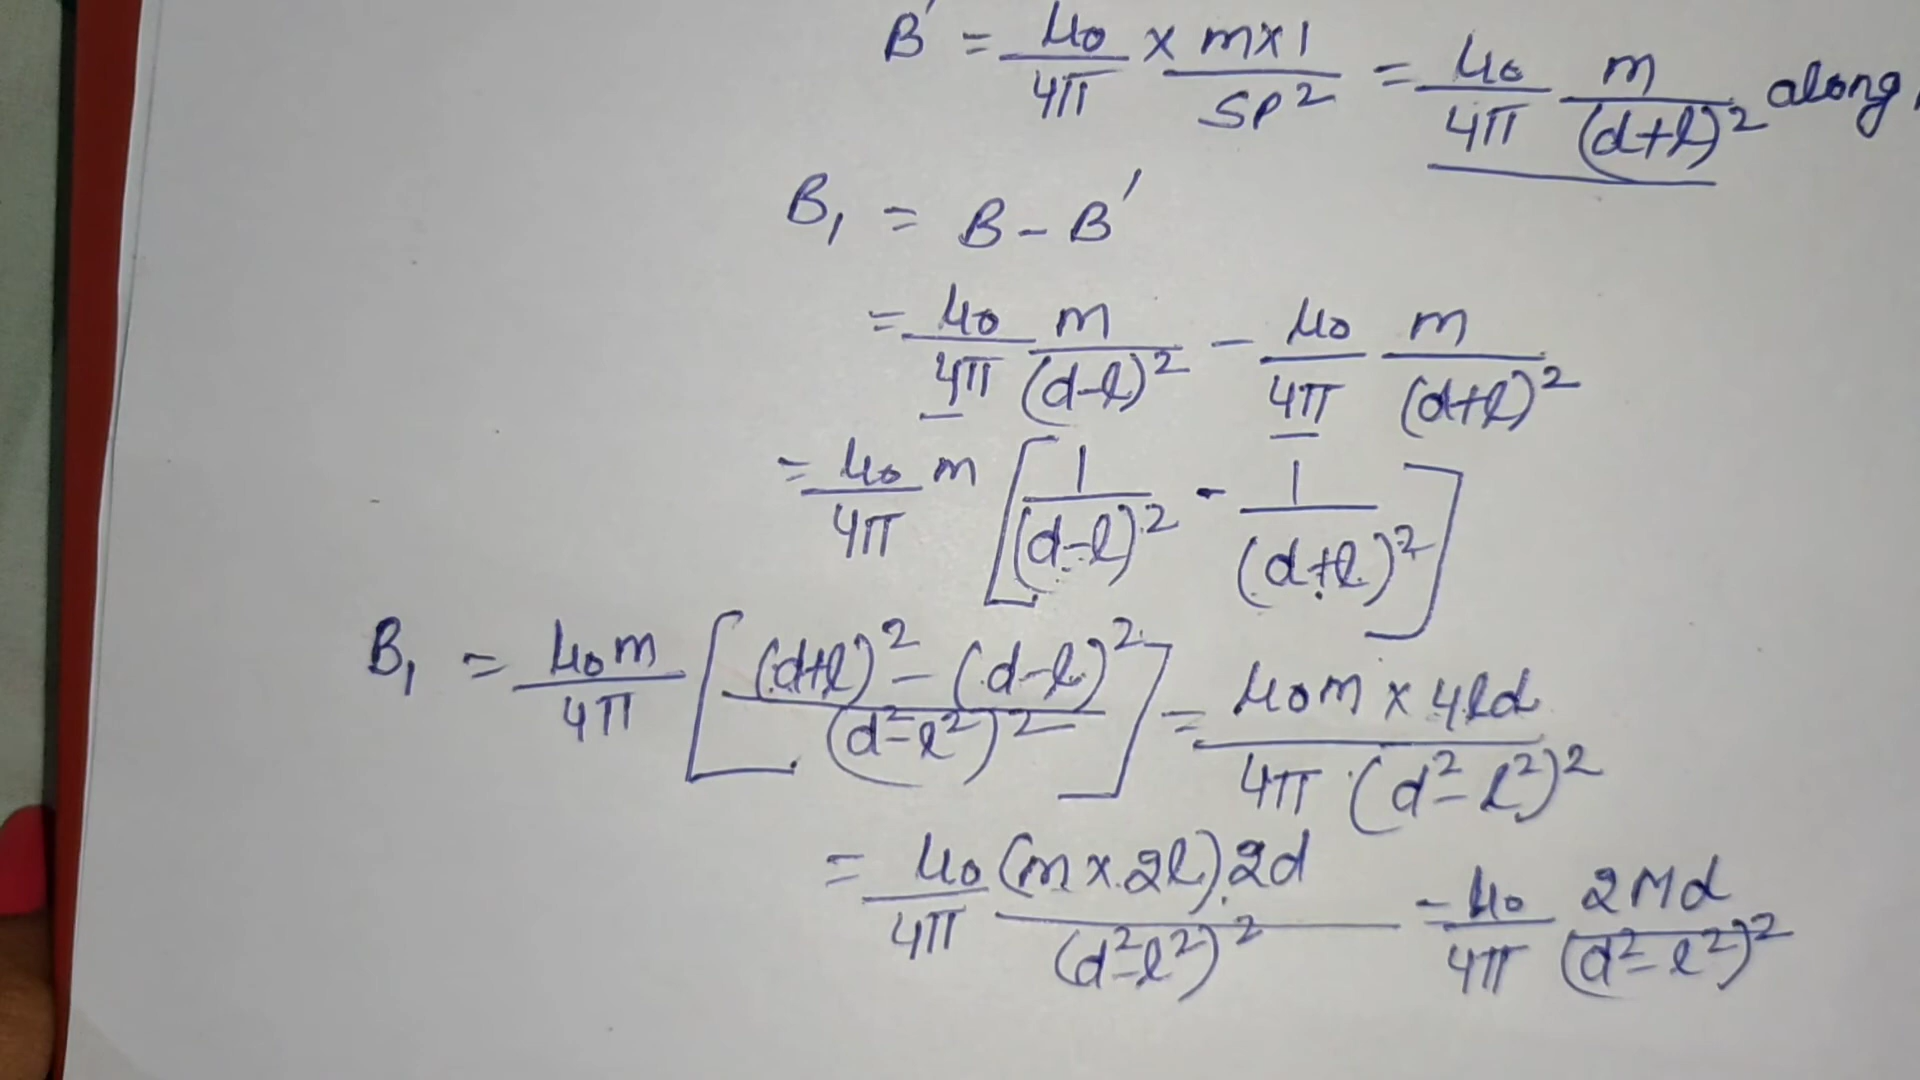 B' = μ0/4π × m×1/SP² = μ0/4π m/(d+l)² along
B₁ = B - B'
= μ0/4π m/(d-l)² - μ0/4π m/(d+l)²
= μ0/4π m [1/(d-l)² - 1/(d+l)²]
B₁ = μ0m/4π [(d+l)² - (d-l)²/(d²-l²)²] = μ0m × 4ld/4π (d²-l²)²
= μ0/4π (m×2l)2d/(d²-l²)² = μ0/4π 2Md/(d²-l²)²